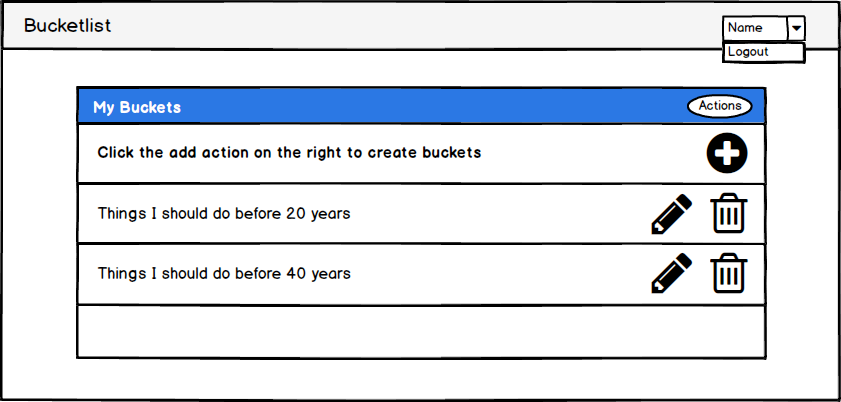 Bucketlist
Name
Logout
My Buckets
Actions
Click the add action on the right to create buckets
Things I should do before 20 years
Things I should do before 40 years